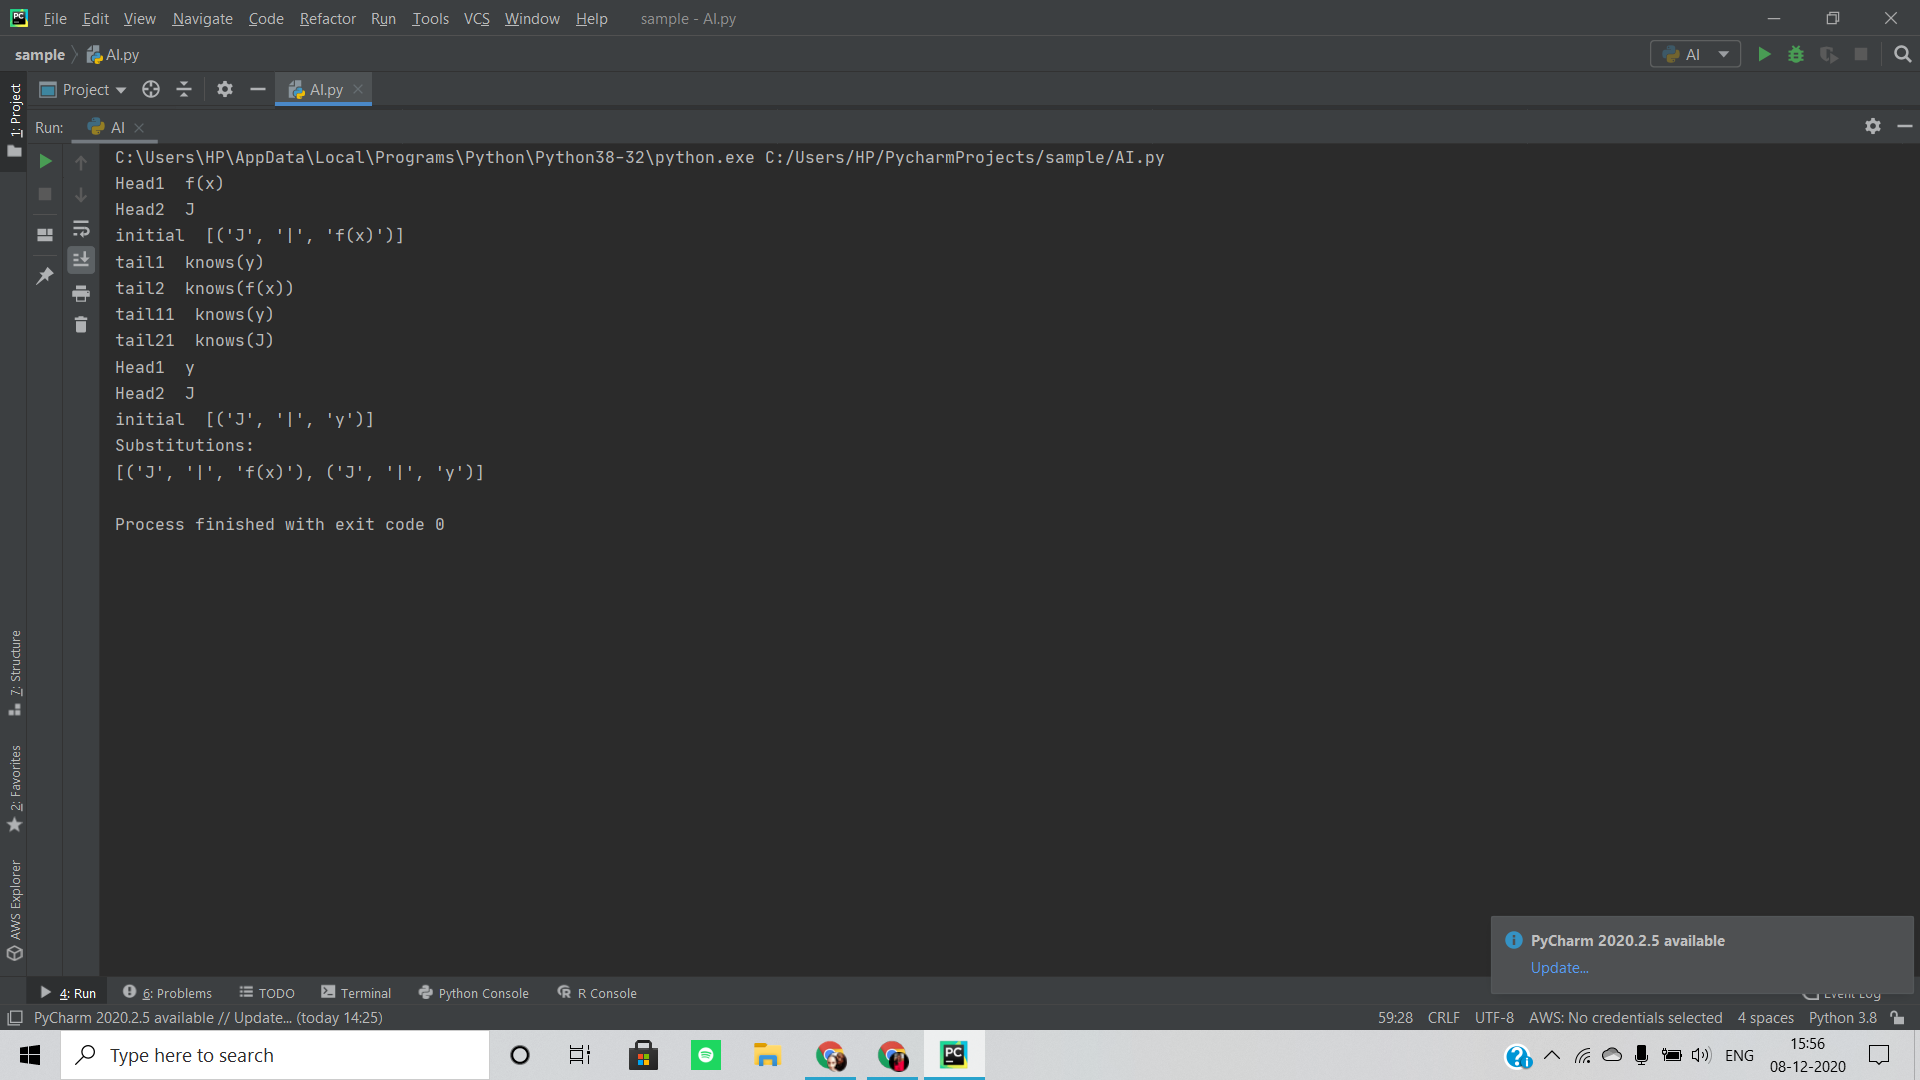 File Edit View Navigate Code Refactor Run Tools VCS Window Help sample - AI.py
sample AI.py AI
1: Project
Project AI.py
Run: AI
C:\Users\HP\AppData\Local\Programs\Python\Python38-32\python.exe C:/Users/HP/PycharmProjects/sample/AI.py
Head1  f(x)
Head2  J
initial  [('J', '|', 'f(x)')]
tail1  knows(y)
tail2  knows(f(x))
tail11  knows(y)
tail21  knows(J)
Head1  y
Head2  J
initial  [('J', '|', 'y')]
Substitutions:
[('J', '|', 'f(x)'), ('J', '|', 'y')]
Process finished with exit code 0
7: Structure
2: Favorites
AWS Explorer
PyCharm 2020.2.5 available
Update...
4: Run 6: Problems TODO Terminal Python Console R Console Event Log
PyCharm 2020.2.5 available // Update... (today 14:25) 59:28 CRLF UTF-8 AWS: No credentials selected 4 spaces Python 3.8
Type here to search
ENG
15:56
08-12-2020